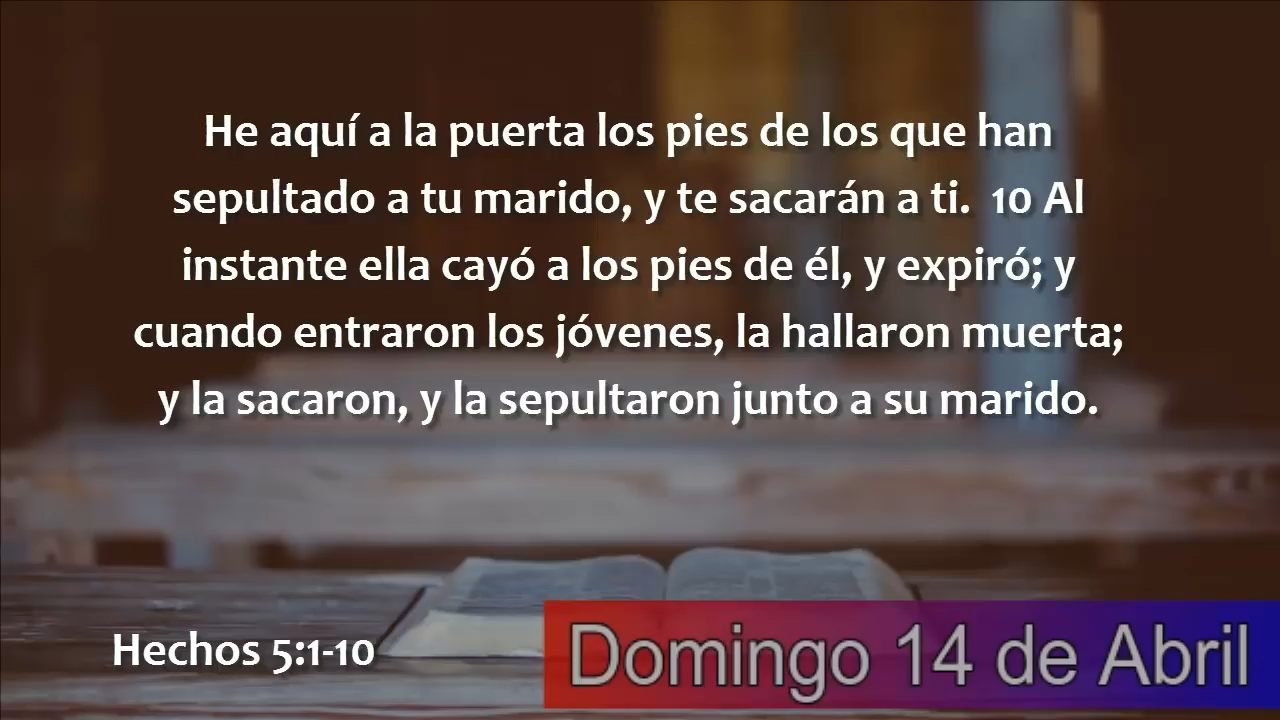 He aquí a la puerta los pies de los que han
sepultado a tu marido, y te sacarán a ti.  10 Al
instante ella cayó a los pies de él, y expiró; y
cuando entraron los jóvenes, la hallaron muerta;
y la sacaron, y la sepultaron junto a su marido.
Hechos 5:1-10
Domingo 14 de Abril